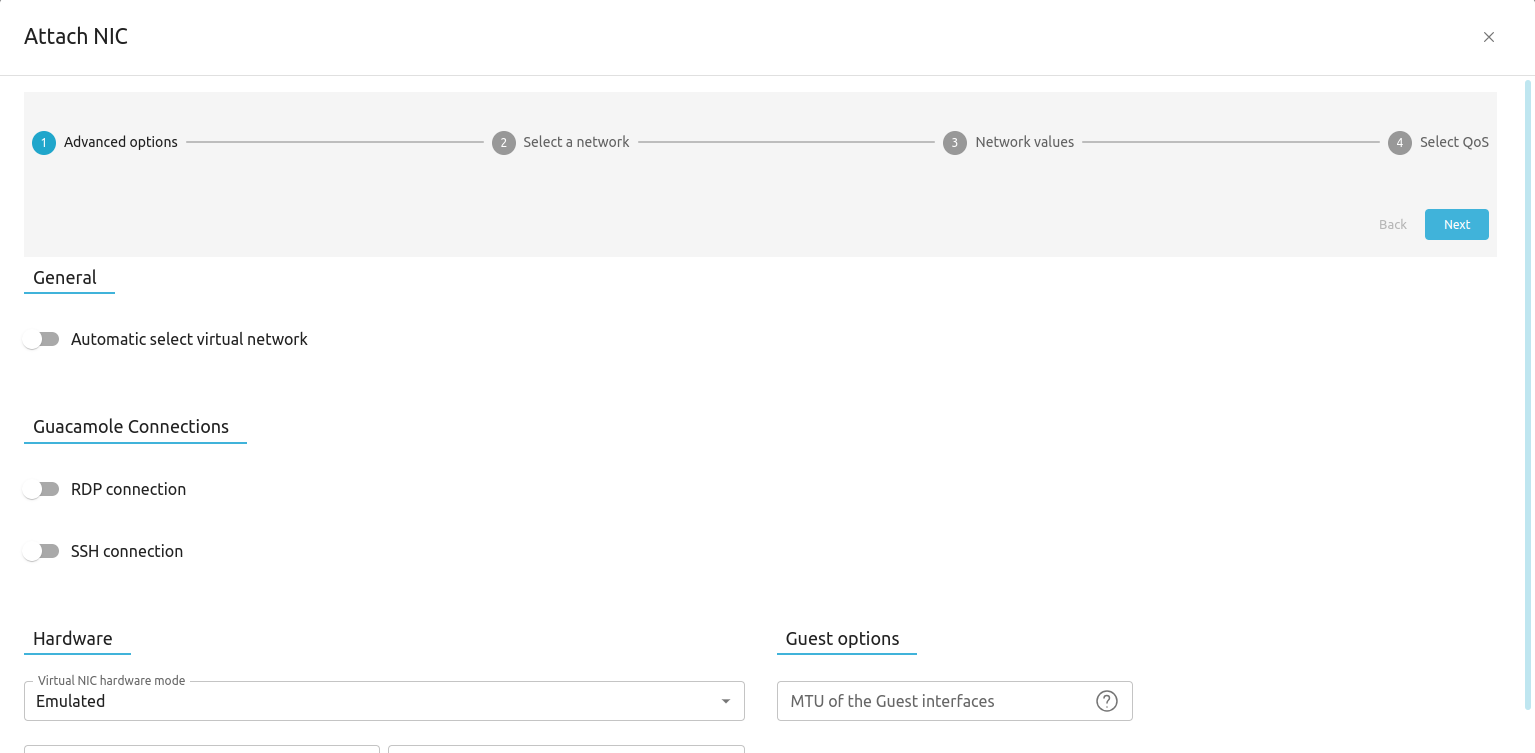 Attach NIC
1 Advanced options 2 Select a network 3 Network values 4 Select QoS
Back Next
General
Automatic select virtual network
Guacamole Connections
RDP connection
SSH connection
Hardware
Virtual NIC hardware mode
Emulated
Guest options
MTU of the Guest interfaces ?